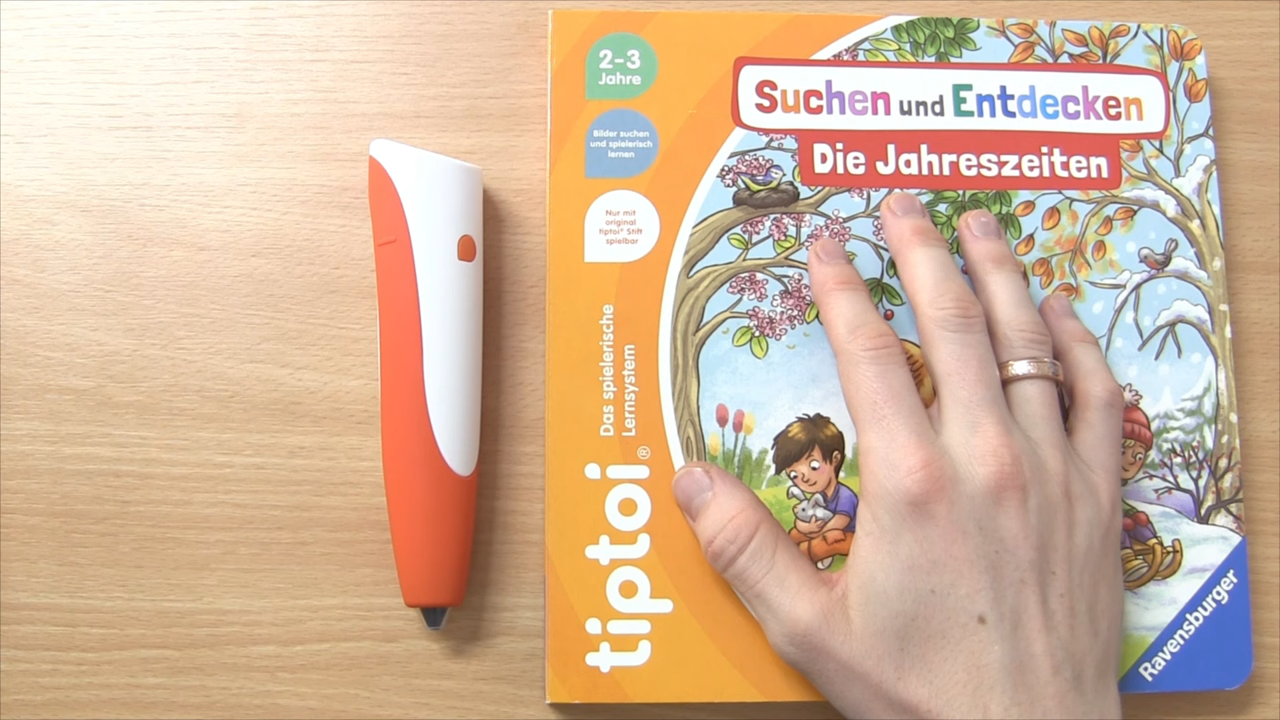 2-3
Jahre
Bilder suchen
und spielerisch
lernen
Nur mit
original
tiptoi® Stift
spielbar
Das spielerische
Lernsystem
tiptoi®
Suchen und Entdecken
Die Jahreszeiten
Ravensburger